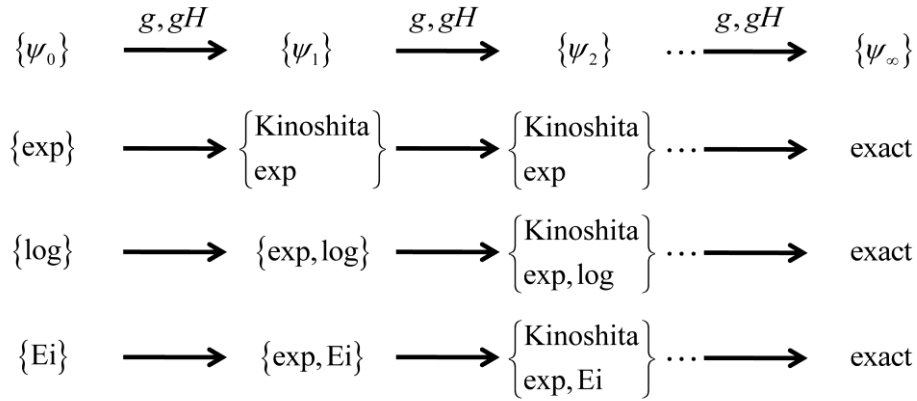 g, gH g, gH g, gH
{ψ₀} {ψ₁} {ψ₂} ... {ψ∞}
{exp} {Kinoshita exp} {Kinoshita exp} ... exact
{log} {exp, log} {Kinoshita exp, log} ... exact
{Ei} {exp, Ei} {Kinoshita exp, Ei} ... exact